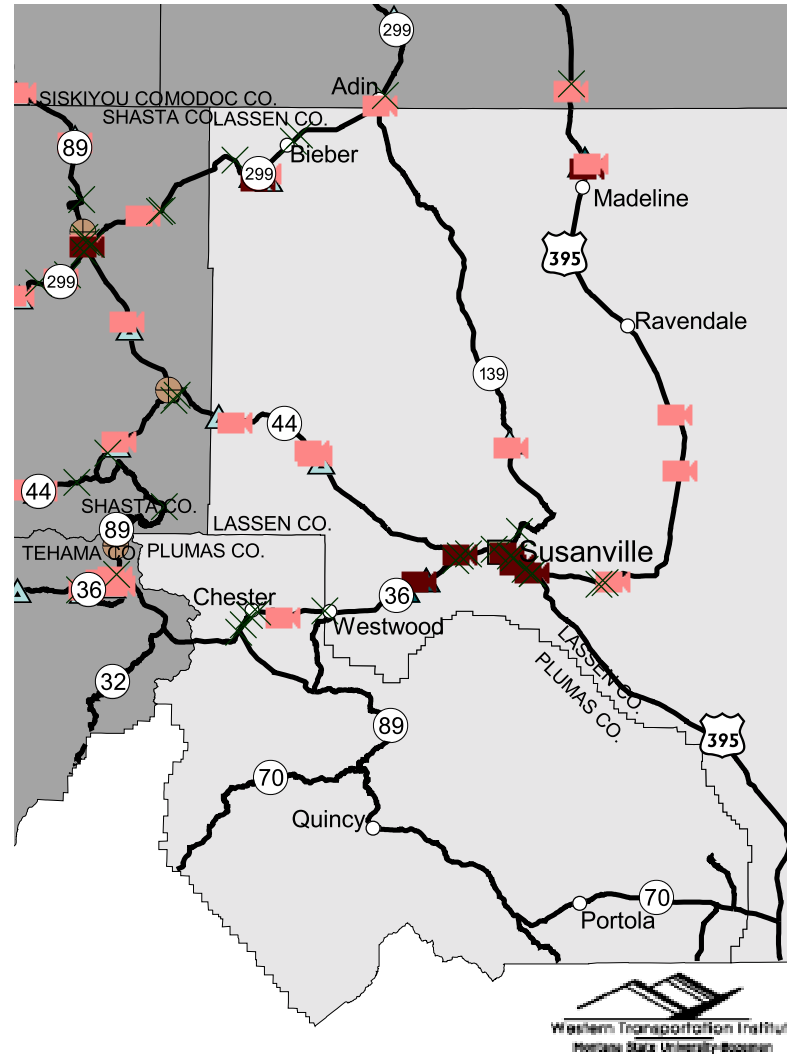 299
Adin
SISKIYOU CO
MODOC CO.
SHASTA CO
LASSEN CO.
89
Bieber
299
Madeline
395
299
Ravendale
139
44
44
SHASTA CO.
LASSEN CO.
89
TEHAMA CO
PLUMAS CO.
Susanville
36
Chester
36
Westwood
LASSEN CO.
PLUMAS CO.
32
89
395
70
Quincy
70
Portola
Western Transportation Institut
Montana State University-Bozeman